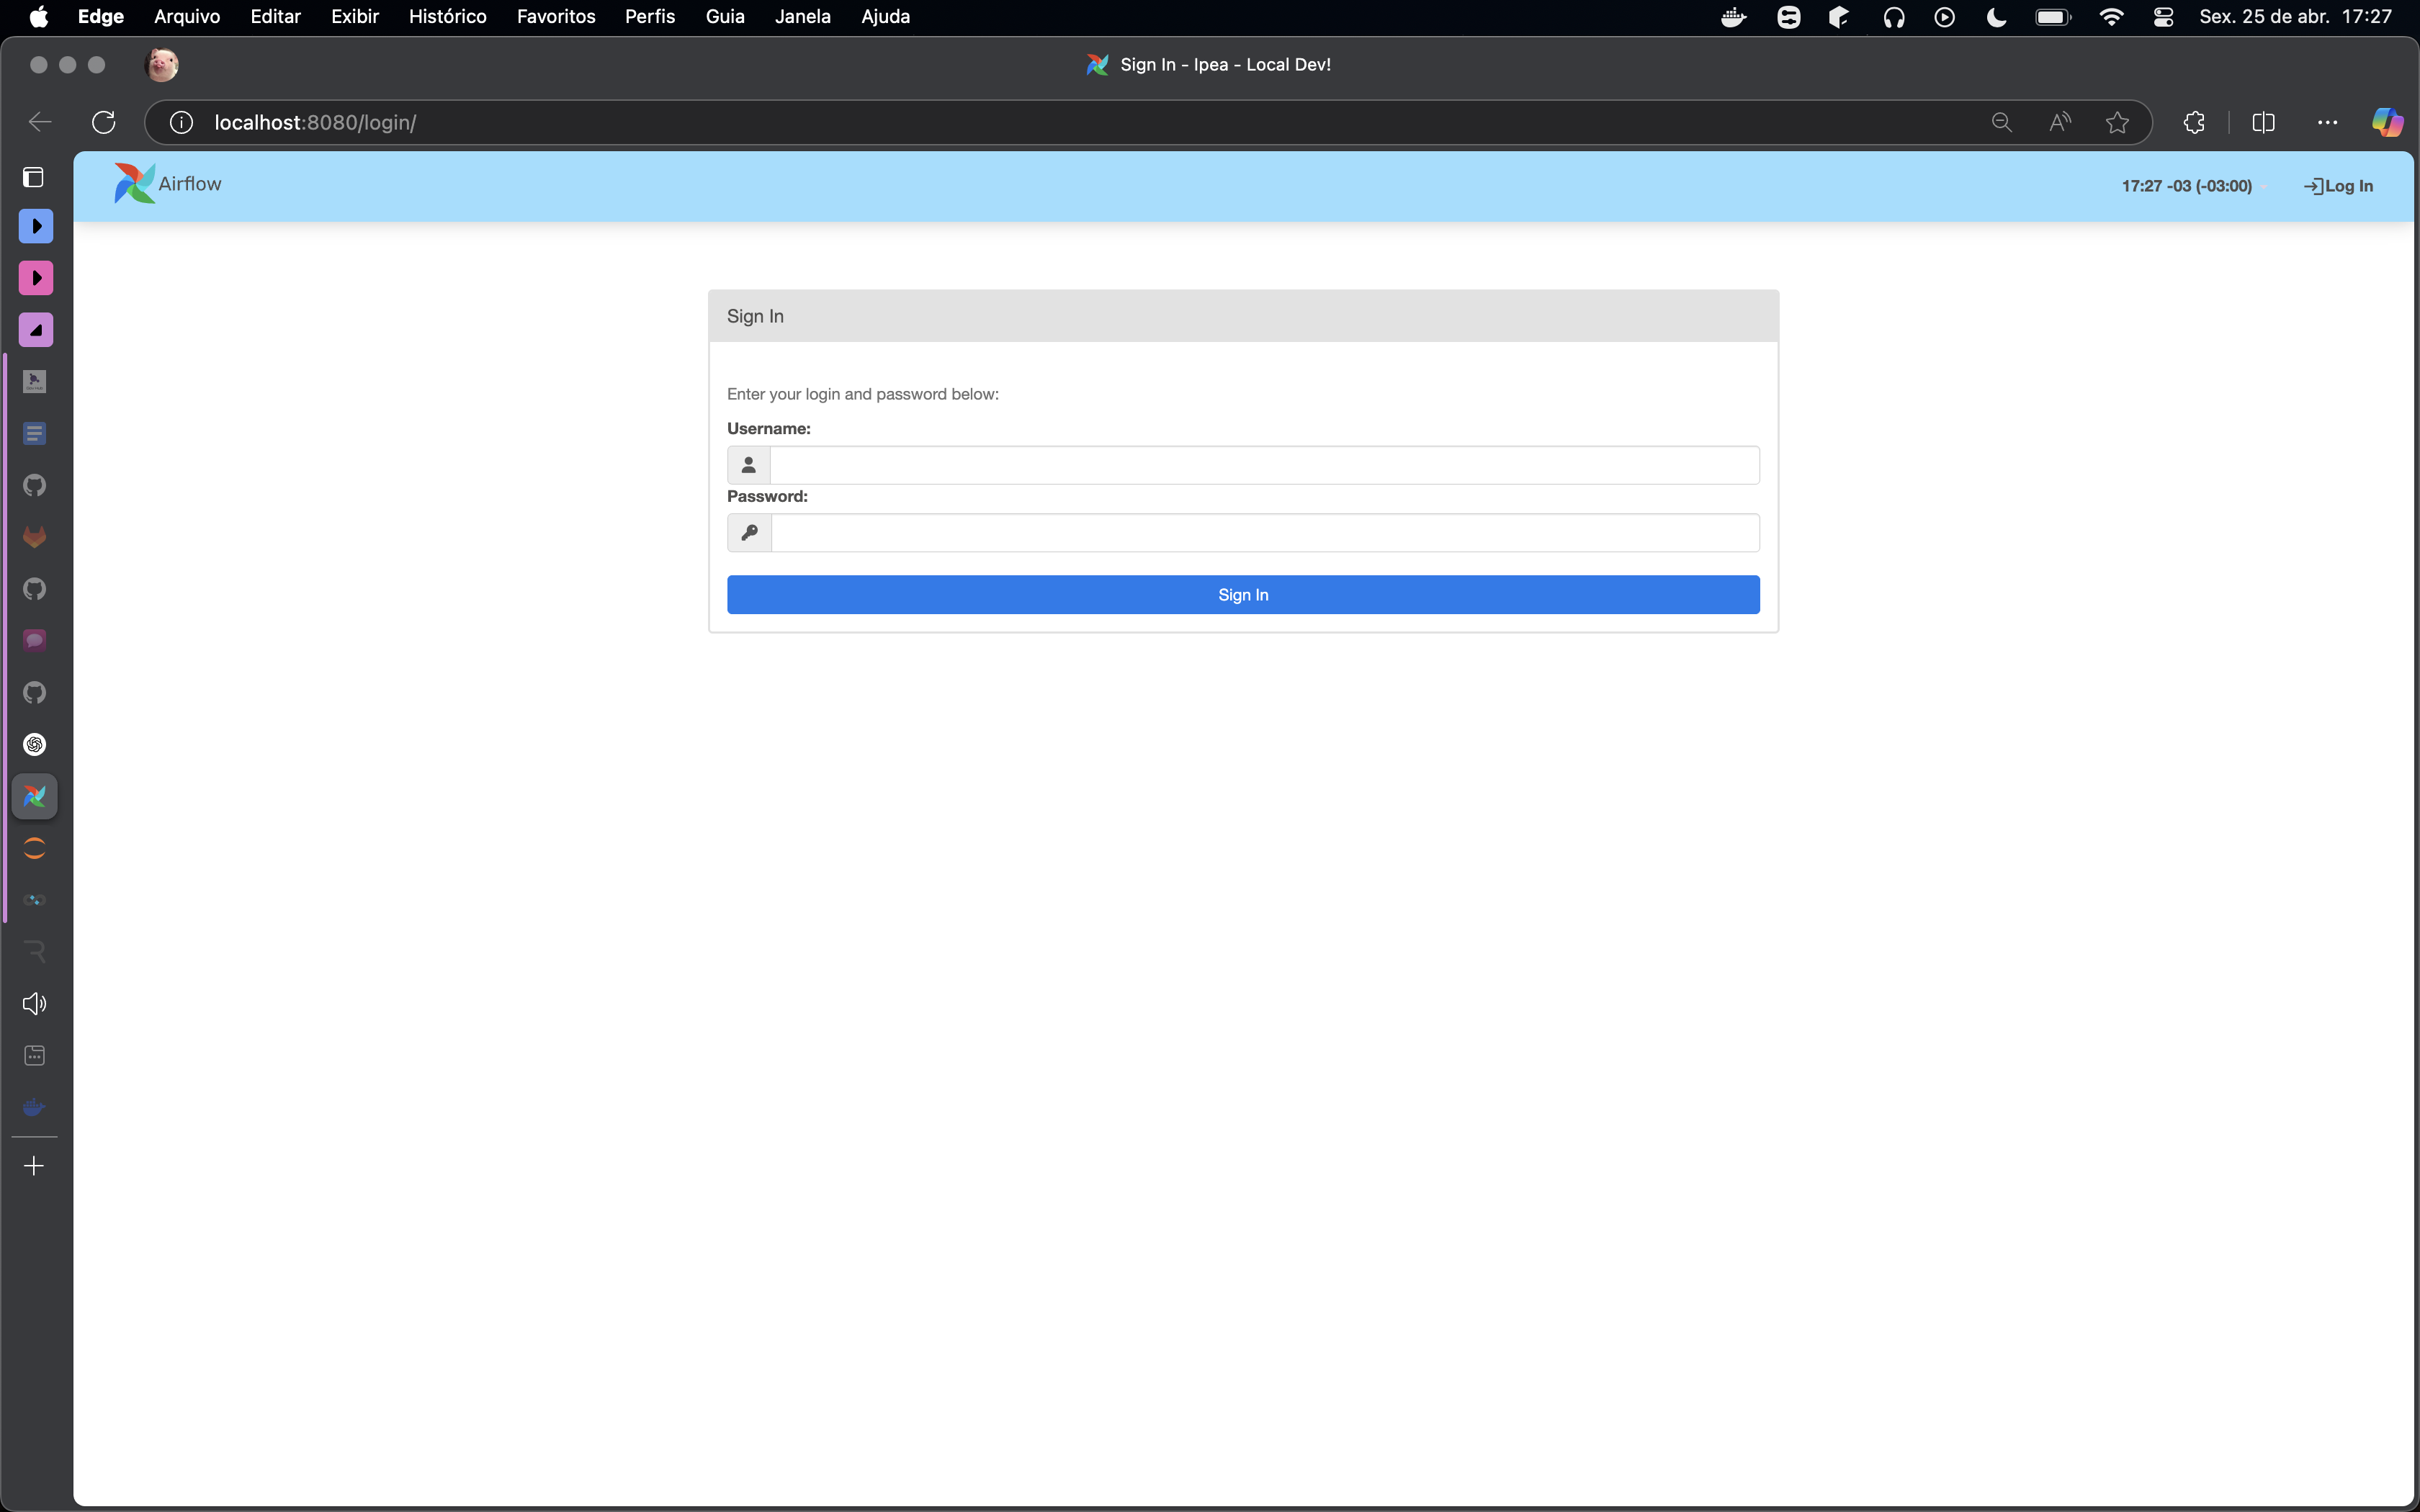 Edge Arquivo Editar Exibir Histórico Favoritos Perfis Guia Janela Ajuda Sex. 25 de abr. 17:27
Sign In - Ipea - Local Dev!
localhost:8080/login/
Airflow 17:27 -03 (-03:00) Log In
Sign In
Enter your login and password below:
Username:
Password:
Sign In